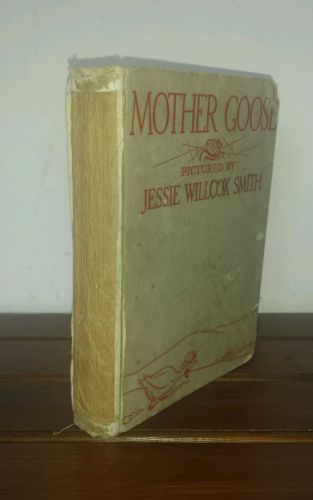 MOTHER GOOSE
PICTURED BY
JESSIE WILLCOX SMITH